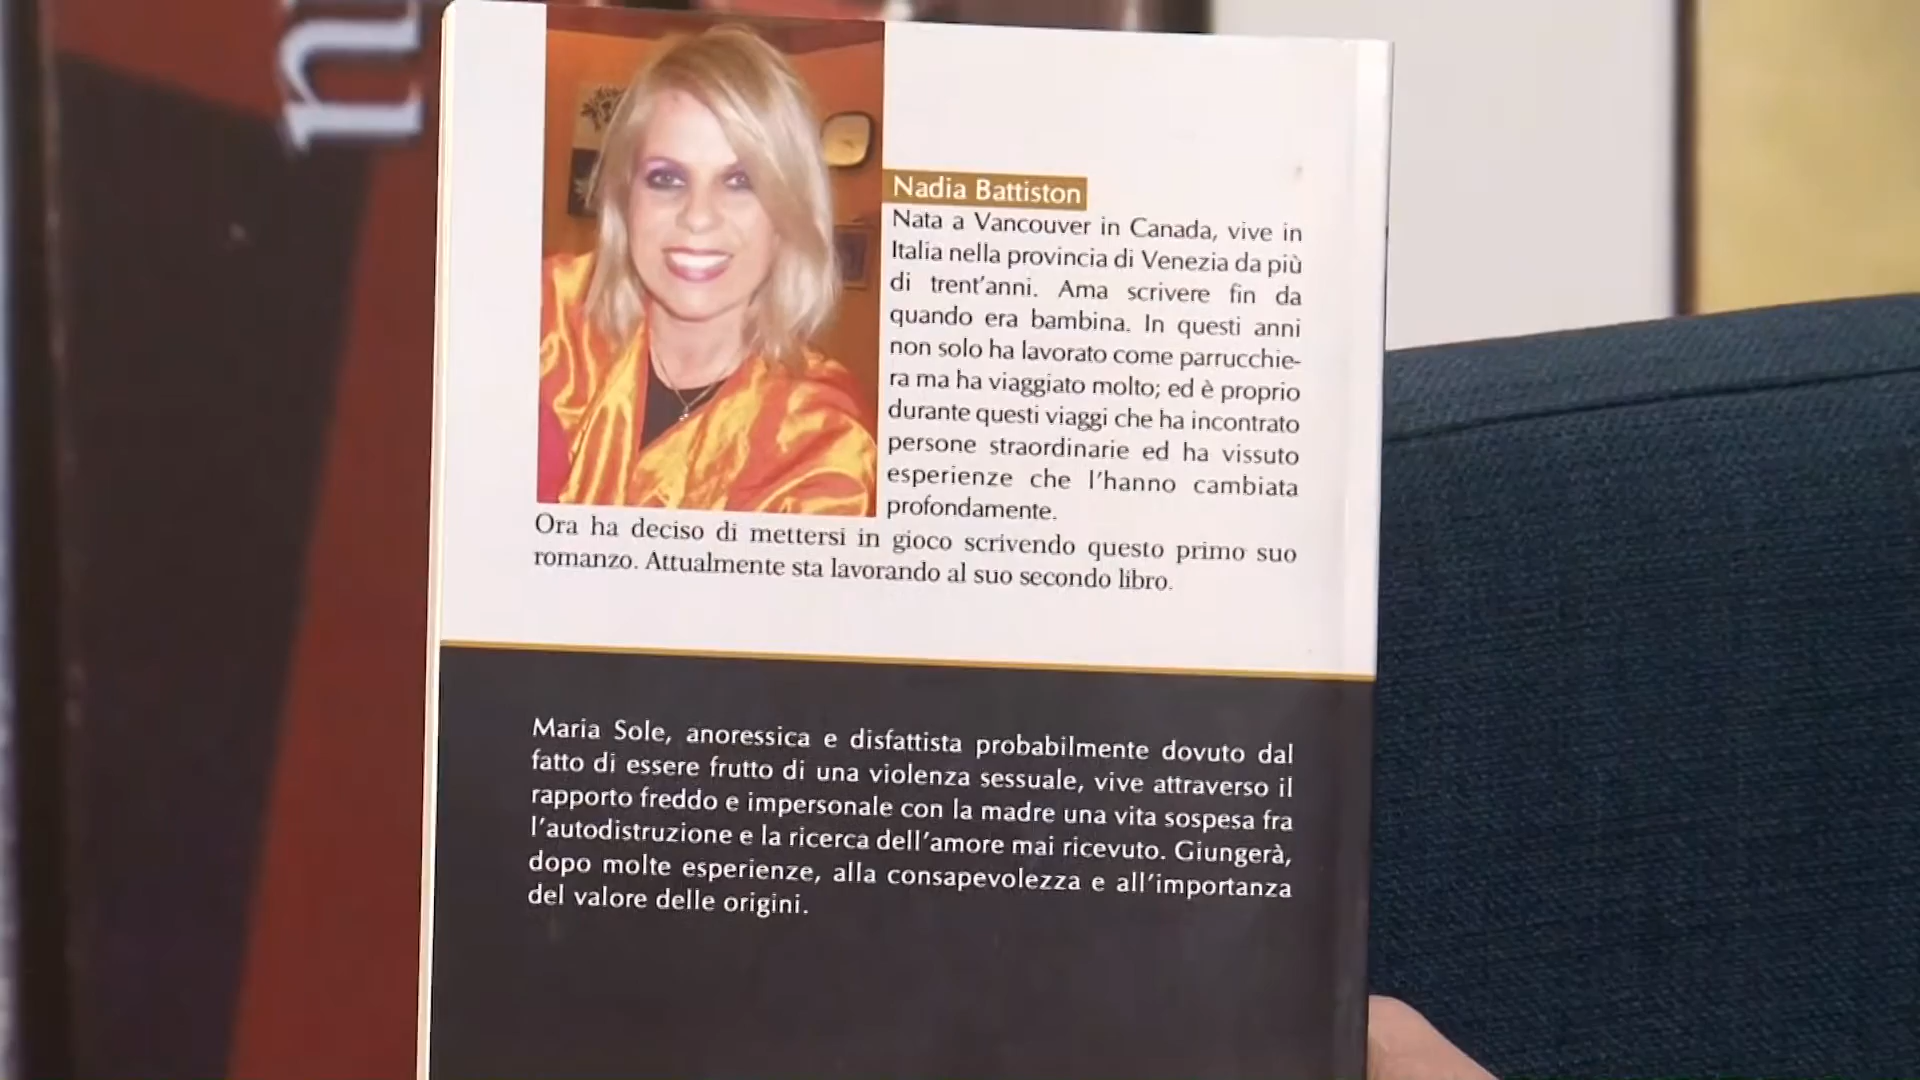 Nadia Battiston
Nata a Vancouver in Canada, vive in
Italia nella provincia di Venezia da più
di trent'anni. Ama scrivere fin da
quando era bambina. In questi anni
non solo ha lavorato come parrucchie-
ra ma ha viaggiato molto; ed è proprio
durante questi viaggi che ha incontrato
persone straordinarie ed ha vissuto
esperienze che l'hanno cambiata
profondamente.
Ora ha deciso di mettersi in gioco scrivendo questo primo suo
romanzo. Attualmente sta lavorando al suo secondo libro.
Maria Sole, anoressica e disfattista probabilmente dovuto dal
fatto di essere frutto di una violenza sessuale, vive attraverso il
rapporto freddo e impersonale con la madre una vita sospesa fra
l'autodistruzione e la ricerca dell'amore mai ricevuto. Giungerà,
dopo molte esperienze, alla consapevolezza e all'importanza
del valore delle origini.